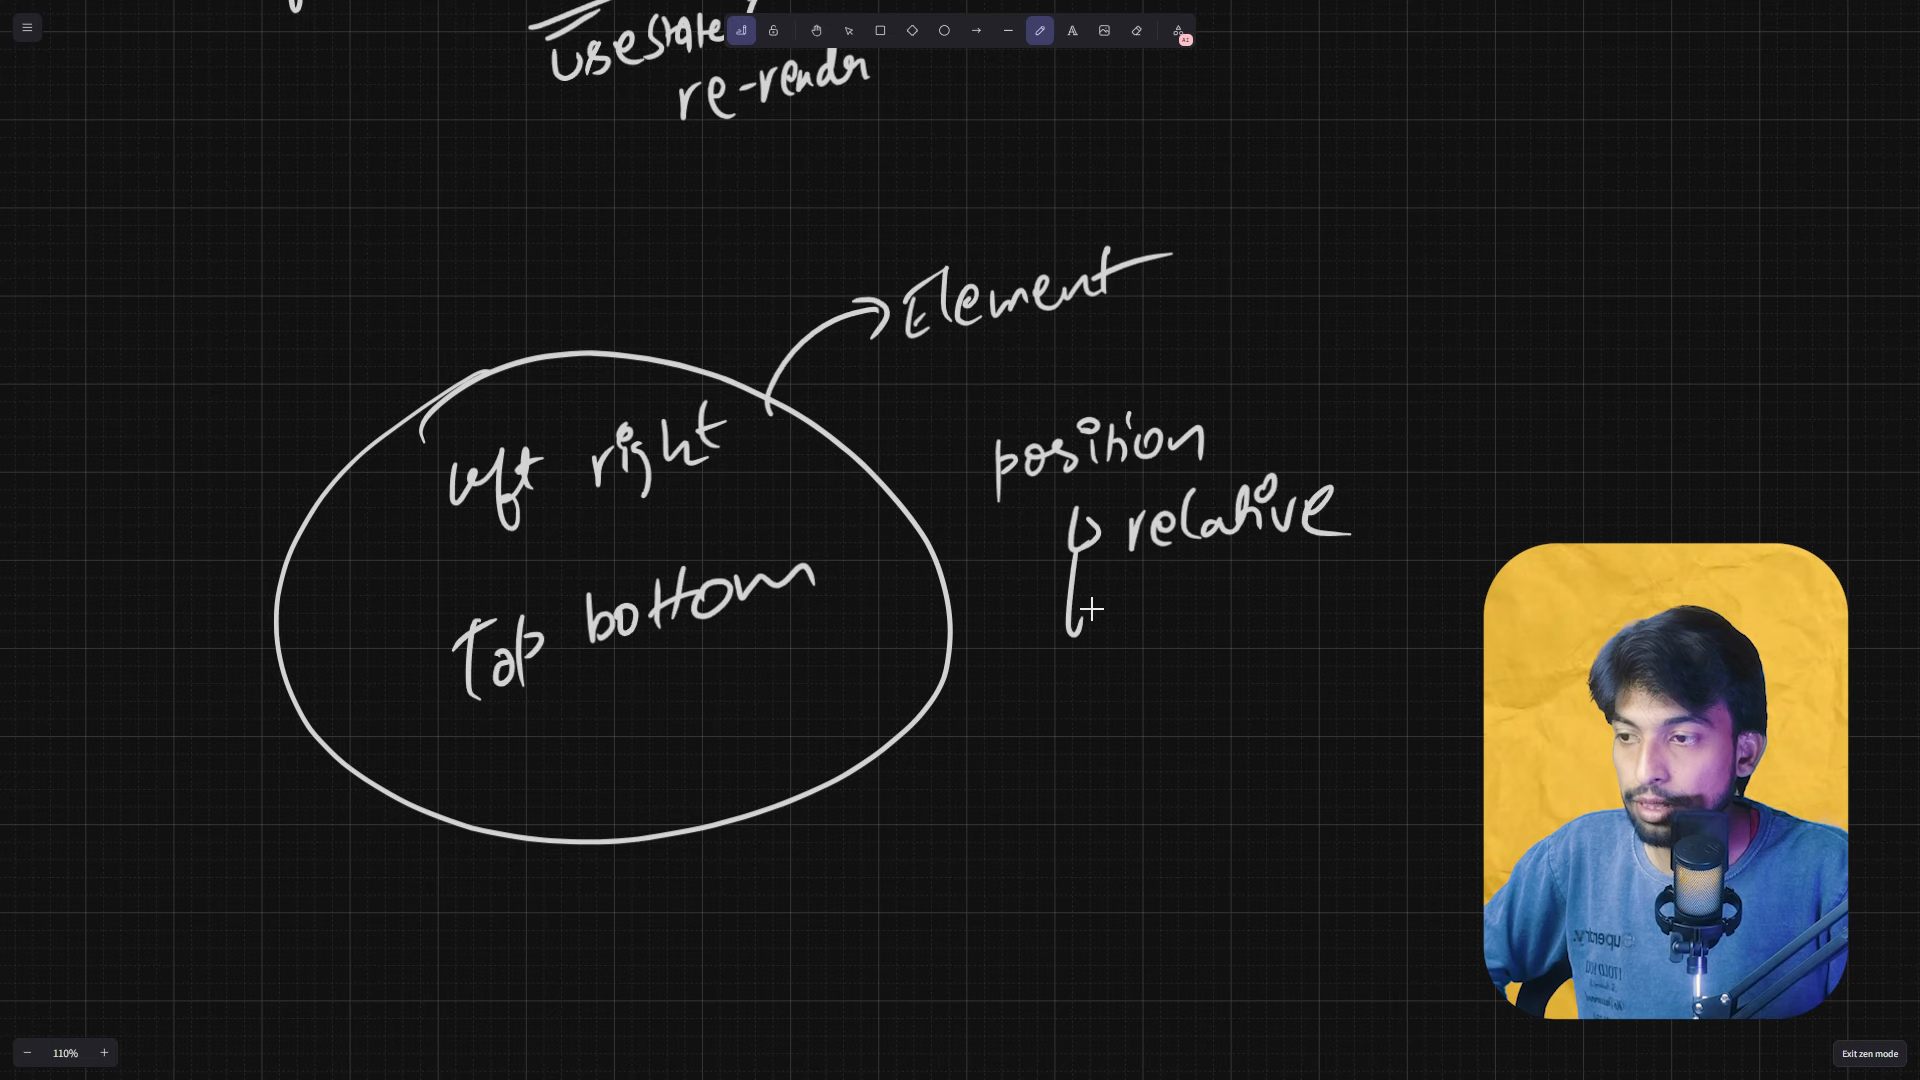 useState
re-render
Element
left right
position
relative
Top bottom
110%
Exit zen mode